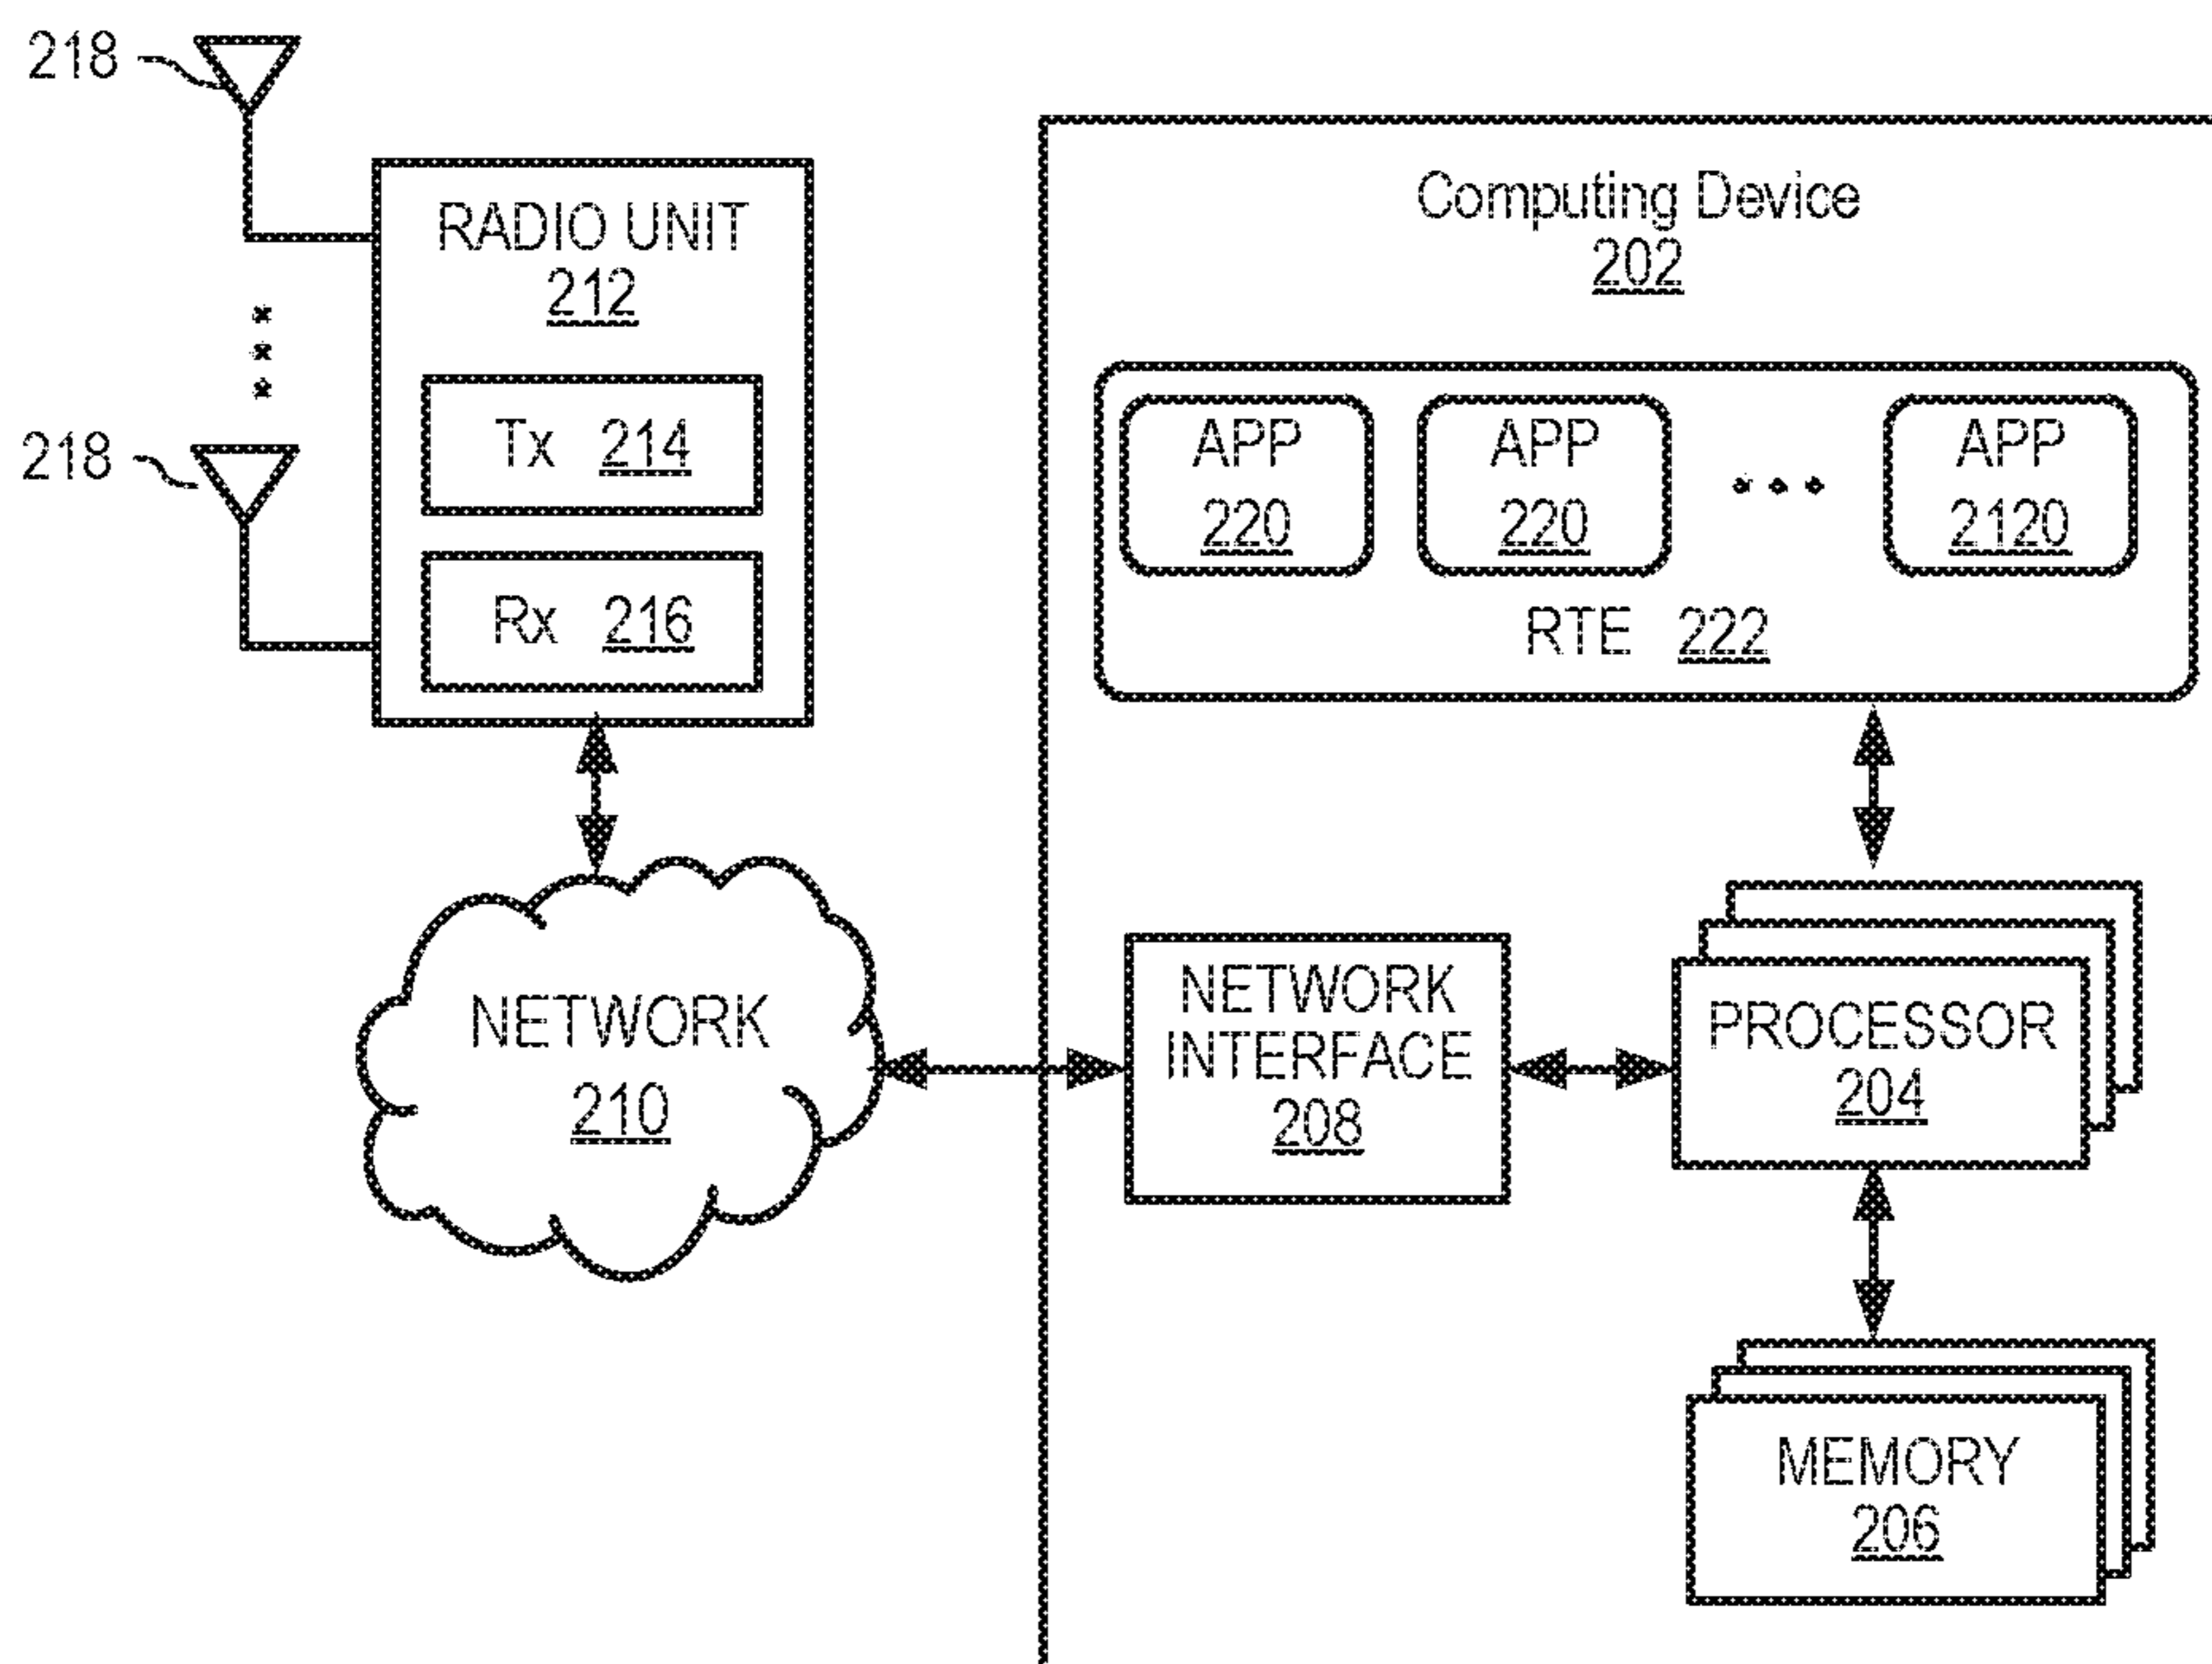 218
RADIO UNIT
212
Tx 214
218
Rx 216
NETWORK
210
Computing Device
202
APP
220
APP
220
APP
2120
RTE 222
NETWORK
INTERFACE
208
PROCESSOR
204
MEMORY
206